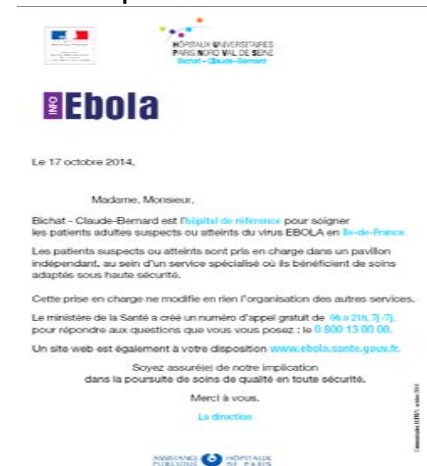 HÔPITAUX UNIVERSITAIRES
PARIS NORD VAL DE SEINE
Bichat - Claude-Bernard
INFO Ebola
Le 17 octobre 2014,
Madame, Monsieur,
Bichat - Claude-Bernard est l'hôpital de référence pour soigner
les patients adultes suspects ou atteints du virus EBOLA en Île-de-France.
Les patients suspects ou atteints sont pris en charge dans un pavillon
indépendant, au sein d'un service spécialisé où ils bénéficient de soins
adaptés sous haute sécurité.
Cette prise en charge ne modifie en rien l'organisation des autres services.
Le ministère de la Santé a créé un numéro d'appel gratuit de 9h à 21h, 7j /7j,
pour répondre aux questions que vous vous posez : le 0 800 13 00 00.
Un site web est également à votre disposition www.ebola.sante.gouv.fr.
Soyez assuré(e) de notre implication
dans la poursuite de soins de qualité en toute sécurité.
Merci à vous.
La direction
ASSISTANCE HÔPITAUX
PUBLIQUE DE PARIS